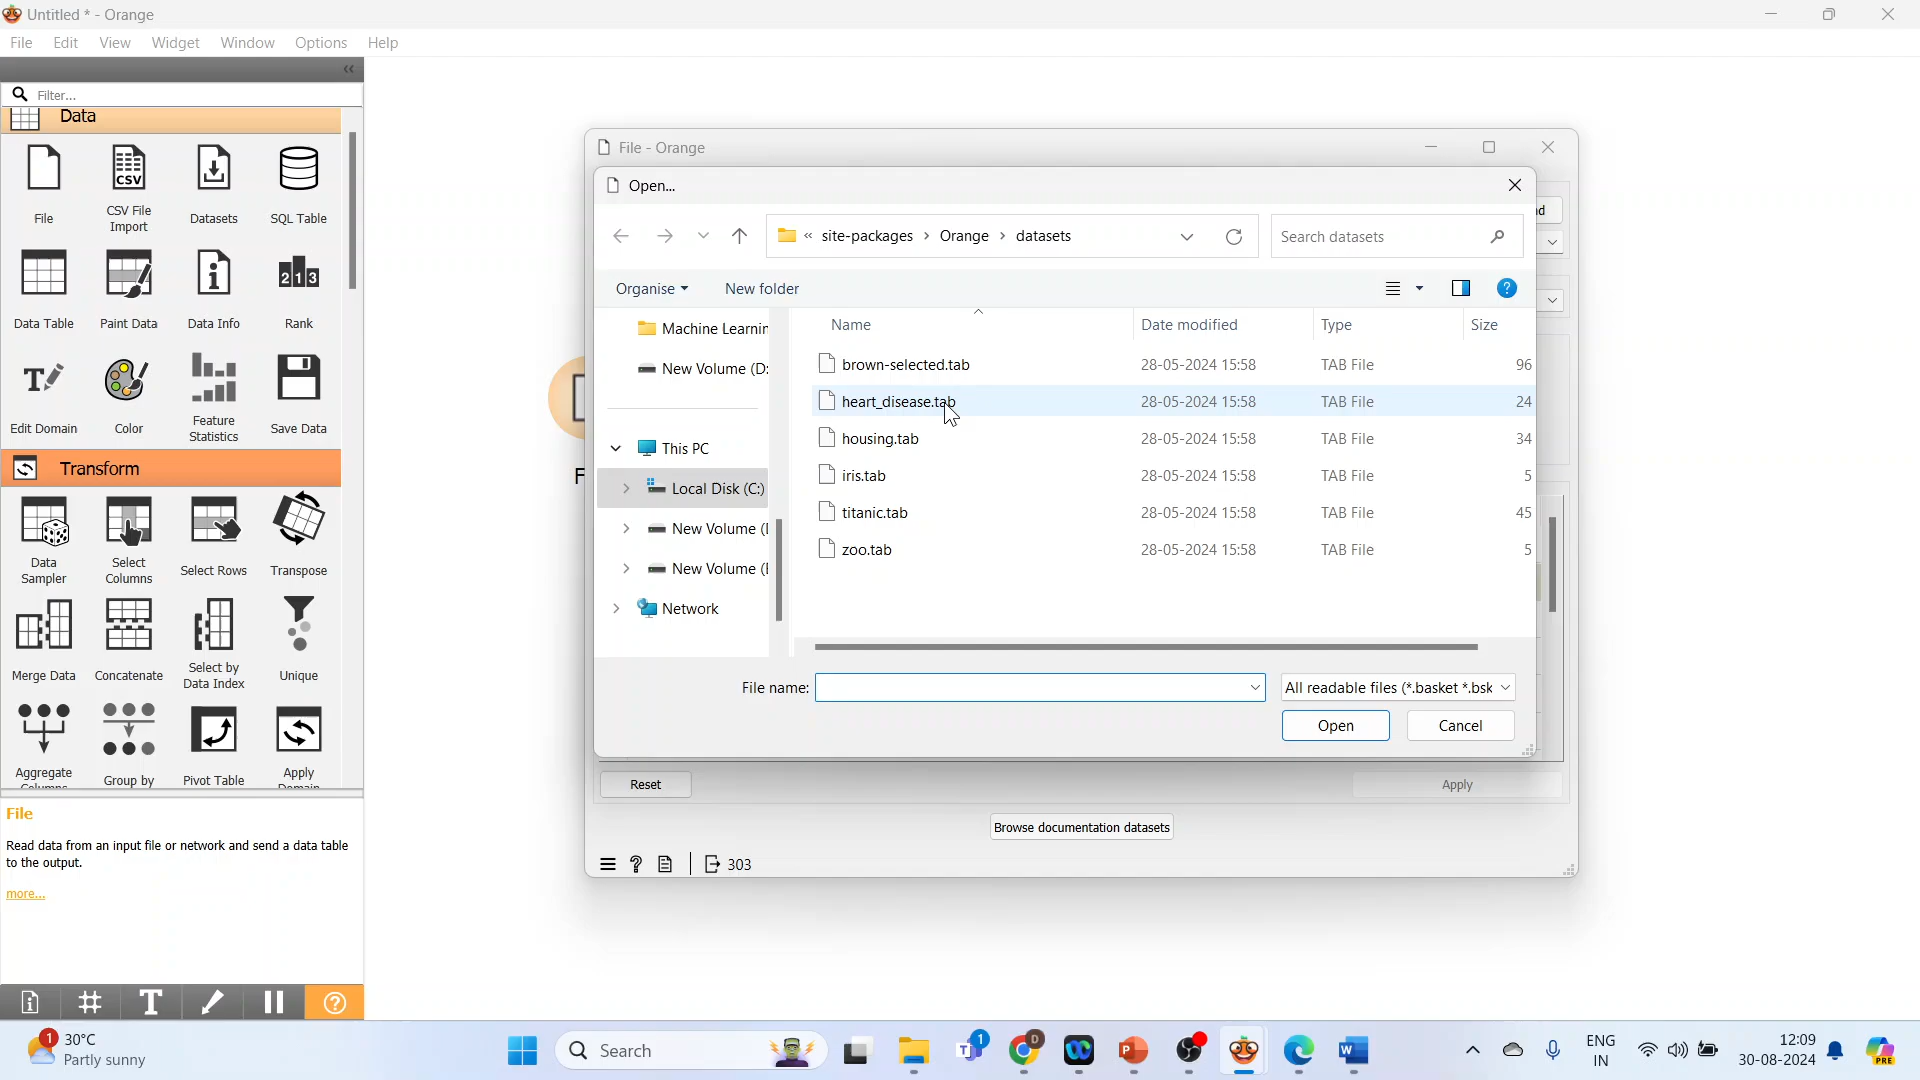 Untitled * - Orange
File Edit View Widget Window Options Help
Filter...
Data
File CSV File Import Datasets SQL Table
Data Table Paint Data Data Info Rank
Edit Domain Color Feature Statistics Save Data
Transform
Data Sampler Select Columns Select Rows Transpose
Merge Data Concatenate Select by Data Index Unique
Aggregate Group by Pivot Table Apply
File
Read data from an input file or network and send a data table
to the output.
more...
File - Orange
Open...
« site-packages › Orange › datasets
Search datasets
Organise New folder
Machine Learnin
New Volume (D:
This PC
Local Disk (C:)
New Volume (
New Volume (
Network
Name Date modified Type Size
brown-selected.tab 28-05-2024 15:58 TAB File 96
heart_disease.tab 28-05-2024 15:58 TAB File 24
housing.tab 28-05-2024 15:58 TAB File 34
iris.tab 28-05-2024 15:58 TAB File 5
titanic.tab 28-05-2024 15:58 TAB File 45
zoo.tab 28-05-2024 15:58 TAB File 5
File name: All readable files (*.basket *.bsk
Open Cancel
Reset Apply
Browse documentation datasets
303
1 30°C
Partly sunny
Search
1
ENG
IN
12:09
30-08-2024
PRE